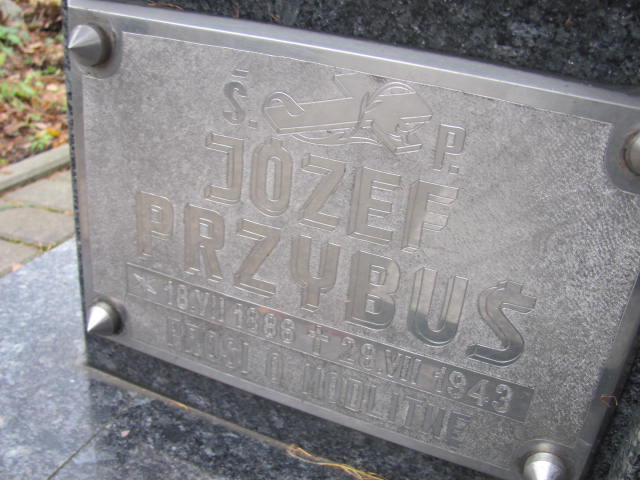 Ś. P.
JÓZEF
PRZYBUŚ
18.VII 1888 † 28.VII 1943
PROSI O MODLITWĘ